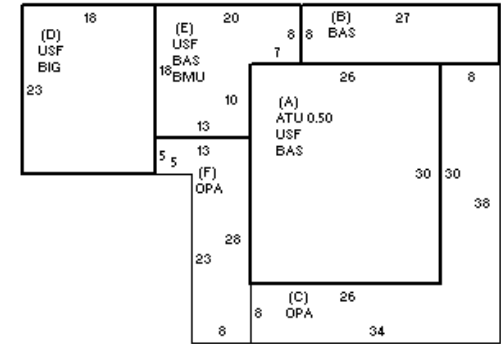 18
20
27
(D)
USF
BIG
(E)
USF
BAS
BMU
(B)
BAS
8
8
7
18
23
10
13
26
8
(A)
ATU 0.50
USF
BAS
5
5
13
(F)
OPA
30
30
38
28
23
(C)
OPA
26
8
8
34